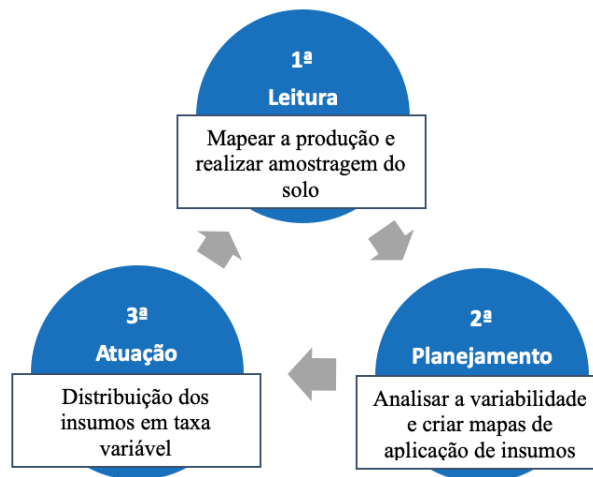 1ª
Leitura
Mapear a produção e
realizar amostragem do
solo
3ª
Atuação
Distribuição dos
insumos em taxa
variável
2ª
Planejamento
Analisar a variabilidade
e criar mapas de
aplicação de insumos